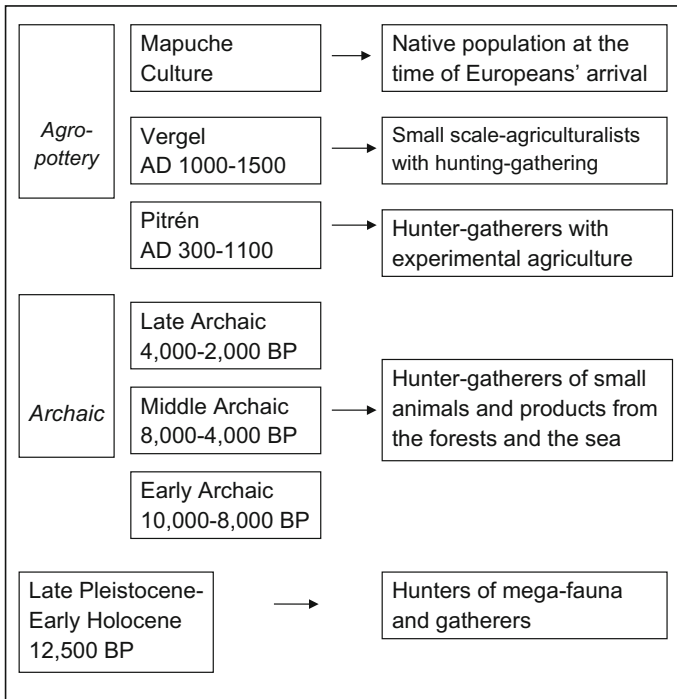 Agro-
pottery
Mapuche
Culture
Native population at the
time of Europeans' arrival
Vergel
AD 1000-1500
Small scale-agriculturalists
with hunting-gathering
Pitrén
AD 300-1100
Hunter-gatherers with
experimental agriculture
Archaic
Late Archaic
4,000-2,000 BP
Middle Archaic
8,000-4,000 BP
Early Archaic
10,000-8,000 BP
Hunter-gatherers of small
animals and products from
the forests and the sea
Late Pleistocene-
Early Holocene
12,500 BP
Hunters of mega-fauna
and gatherers